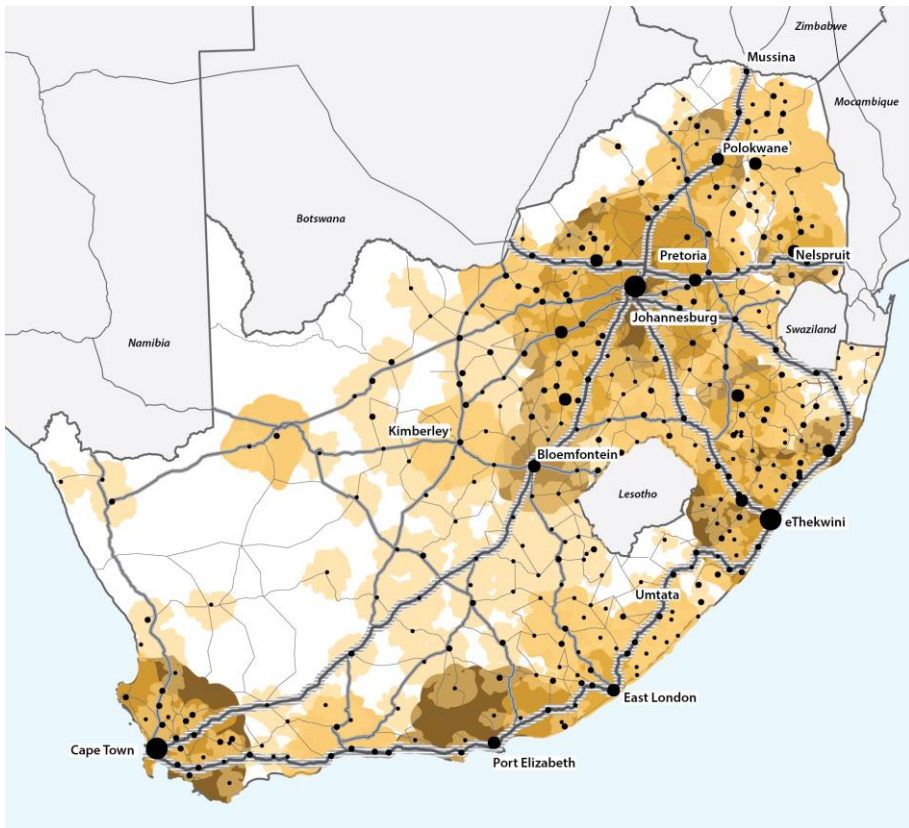 Zimbabwe
Mussina
Mocambique
Polokwane
Botswana
Pretoria
Nelspruit
Johannesburg
Swaziland
Namibia
Kimberley
Bloemfontein
Lesotho
eThekwini
Umtata
East London
Cape Town
Port Elizabeth